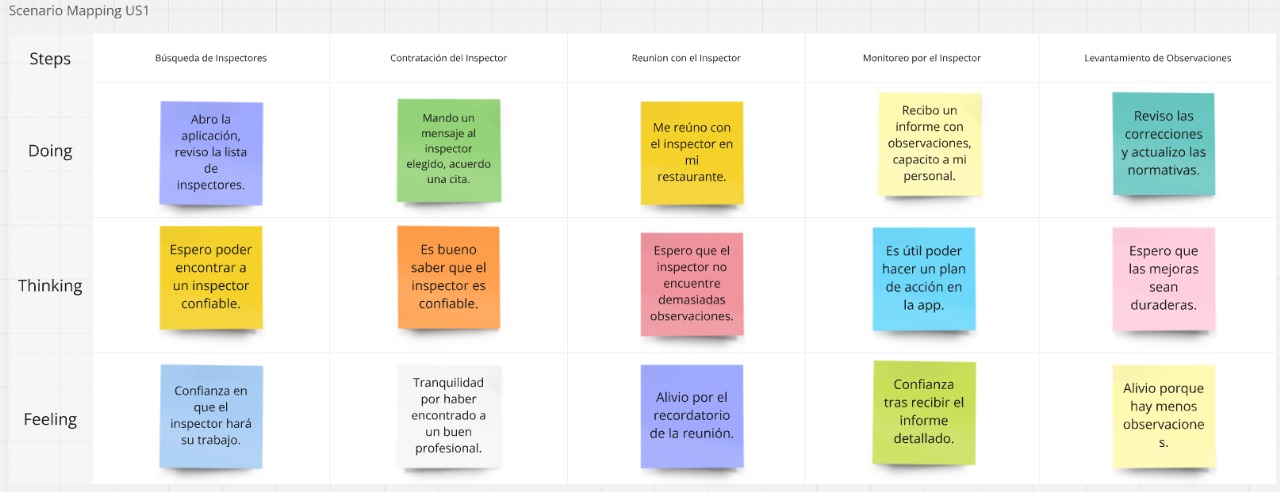 Scenario Mapping US1
Steps
Búsqueda de Inspectores
Contratación del Inspector
Reunion con el Inspector
Monitoreo por el Inspector
Levantamiento de Observaciones
Doing
Abro la
aplicación,
reviso la lista
de
inspectores.
Mando un
mensaje al
inspector
elegido, acuerdo
una cita.
Me reúno con
el inspector en
mi
restaurante.
Recibo un
informe con
observaciones,
capacito a mi
personal.
Reviso las
correcciones
y actualizo las
normativas.
Thinking
Espero poder
encontrar a
un inspector
confiable.
Es bueno
saber que el
inspector es
confiable.
Espero que el
inspector no
encuentre
demasiadas
observaciones.
Es útil poder
hacer un plan
de acción en
la app.
Espero que
las mejoras
sean
duraderas.
Feeling
Confianza en
que el
inspector hará
su trabajo.
Tranquilidad
por haber
encontrado a
un buen
profesional.
Alivio por el
recordatorio
de la reunión.
Confianza
tras recibir el
informe
detallado.
Alivio porque
hay menos
observacione
s.